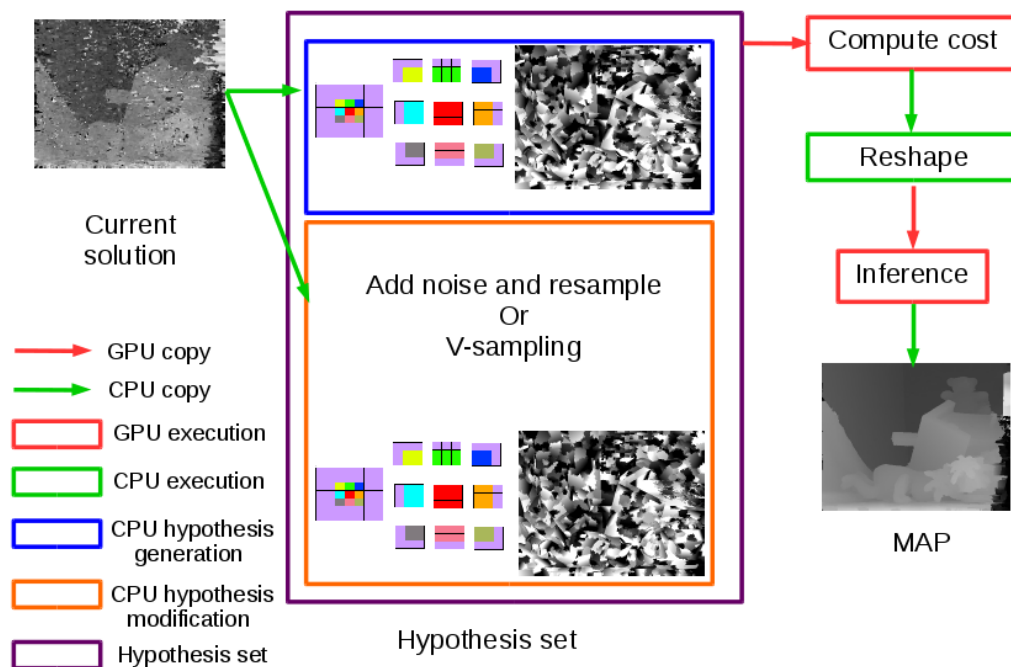 Current
solution
GPU copy
CPU copy
GPU execution
CPU execution
CPU hypothesis
generation
CPU hypothesis
modification
Hypothesis set
Add noise and resample
Or
V-sampling
Hypothesis set
Compute cost
Reshape
Inference
MAP